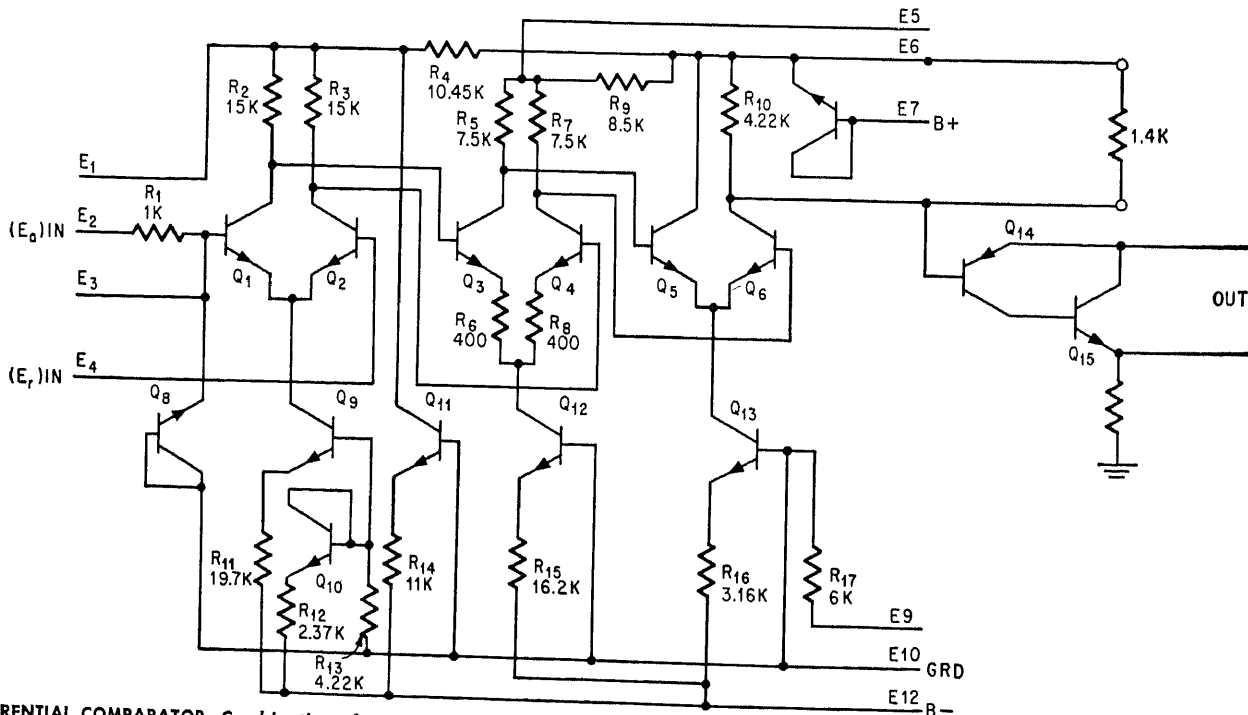 E5
E6
R4
10.45K
R2
15K
R3
15K
R5
7.5K
R7
7.5K
R9
8.5K
R10
4.22K
E7
B+
1.4K
E1
R1
1K
(Ea)IN
E2
Q1
Q2
Q3
Q4
Q5
Q6
Q14
E3
OUT
R6
400
R8
400
Q15
(Er)IN
E4
Q8
Q9
Q11
Q12
Q13
R11
19.7K
Q10
R14
11K
R15
16.2K
R16
3.16K
R17
6K
R12
2.37K
E9
R13
4.22K
E10
GRD
E12
B−
RENTIAL COMPARATOR